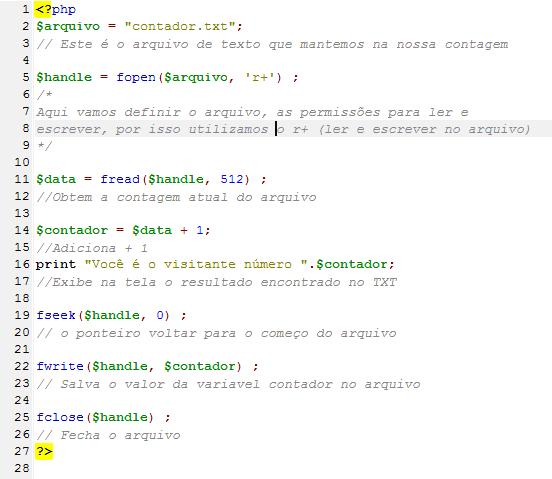 1 <?php
2 $arquivo = "contador.txt";
3 // Este é o arquivo de texto que mantemos na nossa contagem
4
5 $handle = fopen($arquivo, 'r+') ;
6 /*
7 Aqui vamos definir o arquivo, as permissões para ler e
8 escrever, por isso utilizamos o r+ (ler e escrever no arquivo)
9 */
10
11 $data = fread($handle, 512) ;
12 //Obtem a contagem atual do arquivo
13
14 $contador = $data + 1;
15 //Adiciona + 1
16 print "Você é o visitante número ".$contador;
17 //Exibe na tela o resultado encontrado no TXT
18
19 fseek($handle, 0) ;
20 // o ponteiro voltar para o começo do arquivo
21
22 fwrite($handle, $contador) ;
23 // Salva o valor da variavel contador no arquivo
24
25 fclose($handle) ;
26 // Fecha o arquivo
27 ?>
28